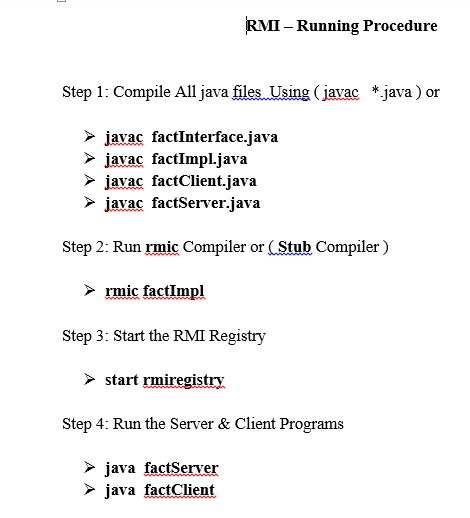 RMI – Running Procedure
Step 1: Compile All java files Using ( javac *.java ) or
➢ javac factInterface.java
➢ javac factImpl.java
➢ javac factClient.java
➢ javac factServer.java
Step 2: Run rmic Compiler or ( Stub Compiler )
➢ rmic factImpl
Step 3: Start the RMI Registry
➢ start rmiregistry
Step 4: Run the Server & Client Programs
➢ java factServer
➢ java factClient